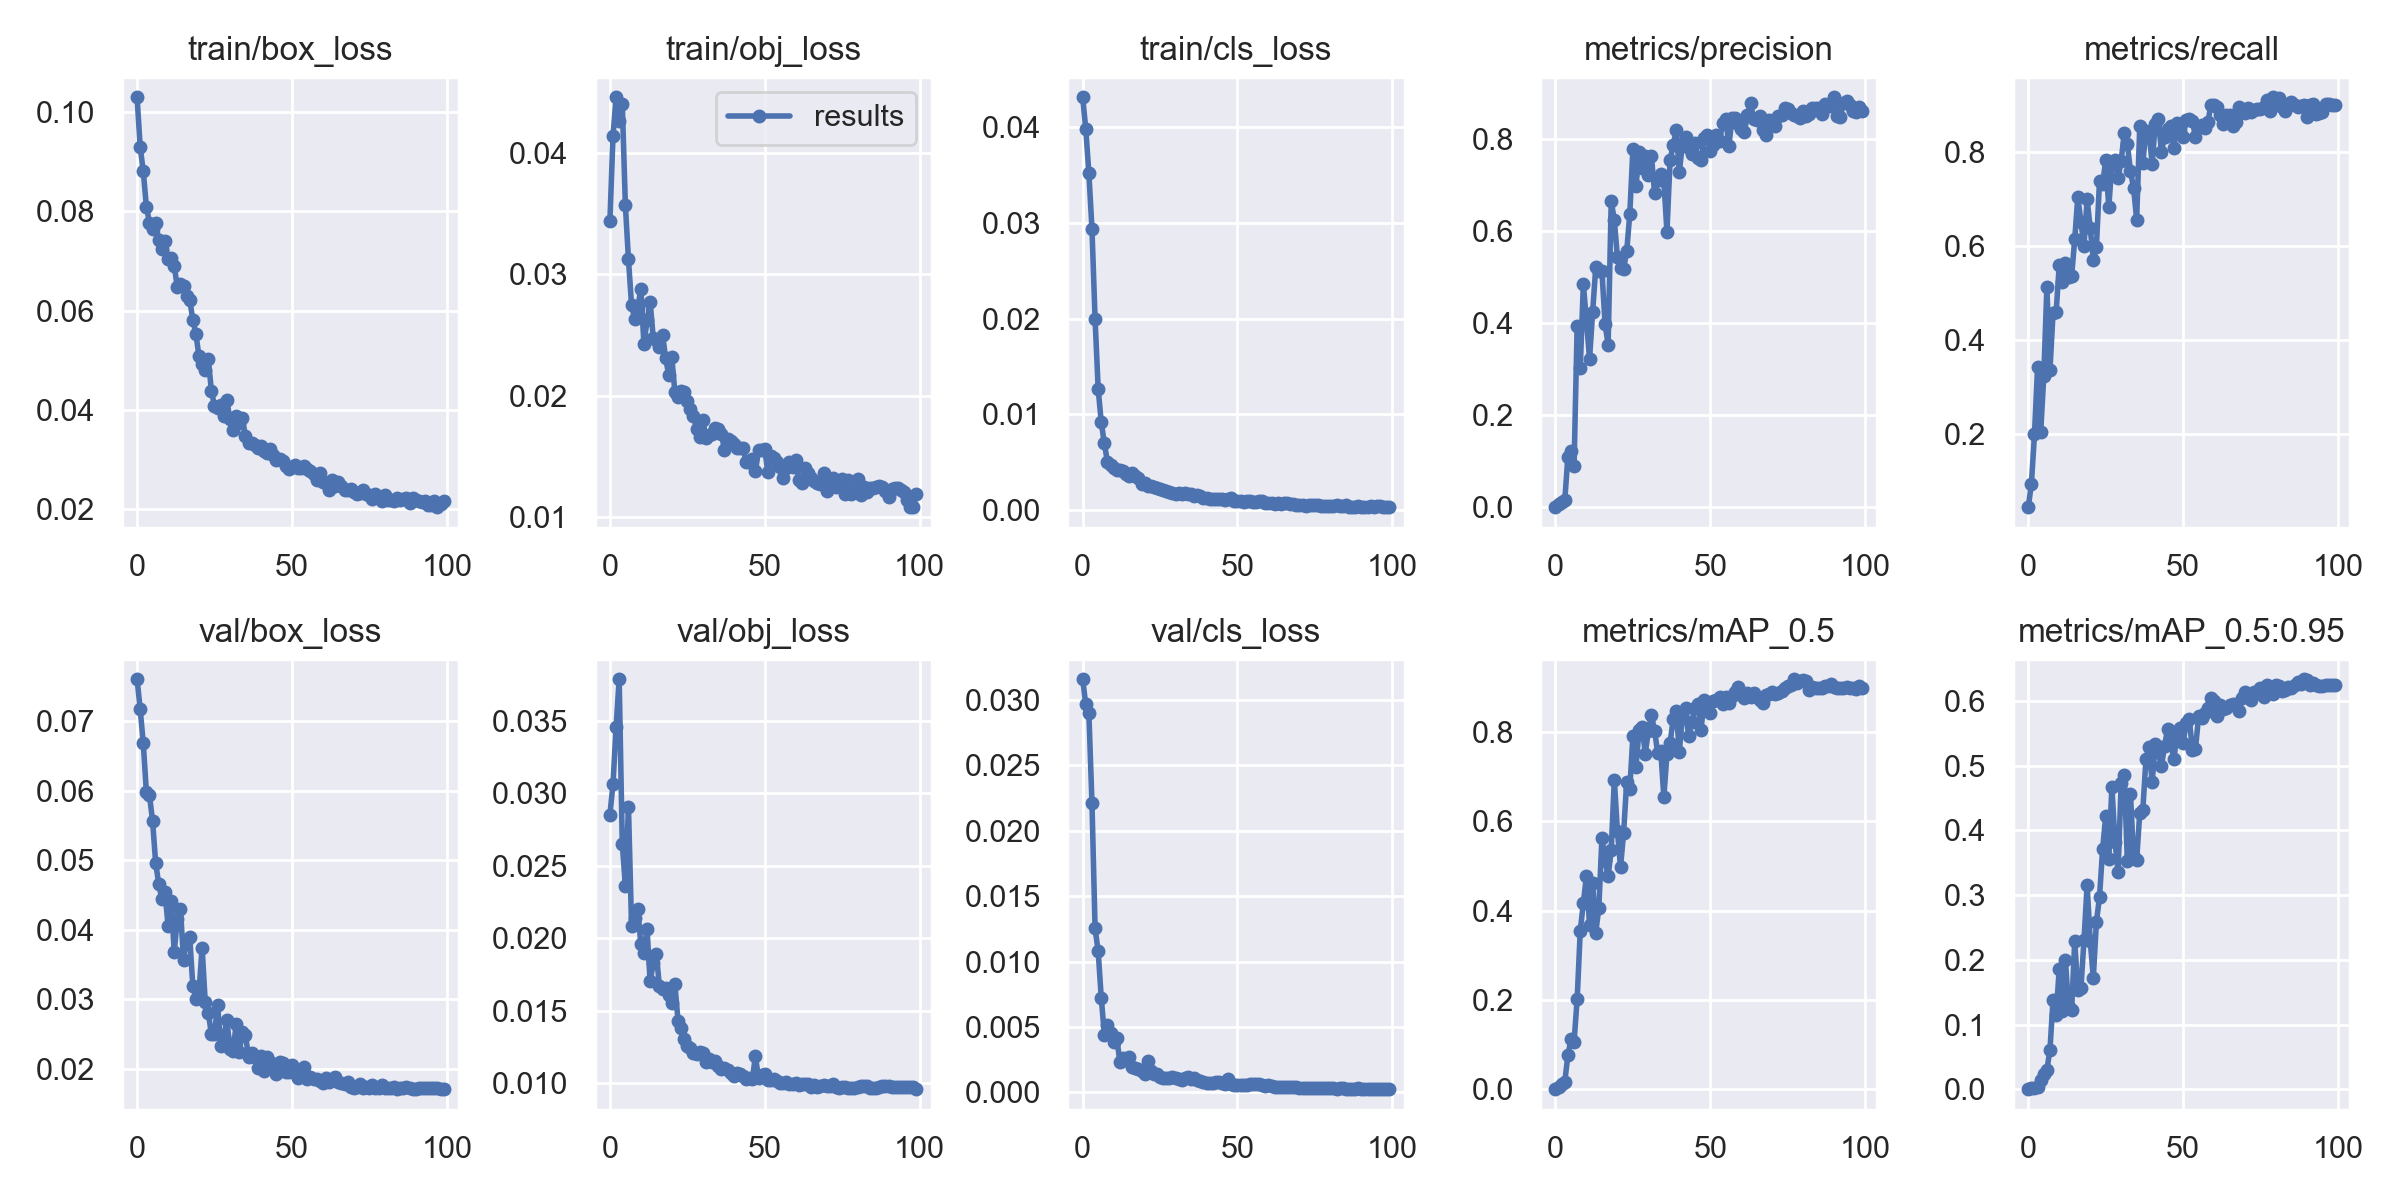 train/box_loss
0.10
0.08
0.06
0.04
0.02
0 50 100
train/obj_loss
results
0.04
0.03
0.02
0.01
0 50 100
train/cls_loss
0.04
0.03
0.02
0.01
0.00
0 50 100
metrics/precision
0.8
0.6
0.4
0.2
0.0
0 50 100
metrics/recall
0.8
0.6
0.4
0.2
0 50 100
val/box_loss
0.07
0.06
0.05
0.04
0.03
0.02
0 50 100
val/obj_loss
0.035
0.030
0.025
0.020
0.015
0.010
0 50 100
val/cls_loss
0.030
0.025
0.020
0.015
0.010
0.005
0.000
0 50 100
metrics/mAP_0.5
0.8
0.6
0.4
0.2
0.0
0 50 100
metrics/mAP_0.5:0.95
0.6
0.5
0.4
0.3
0.2
0.1
0.0
0 50 100